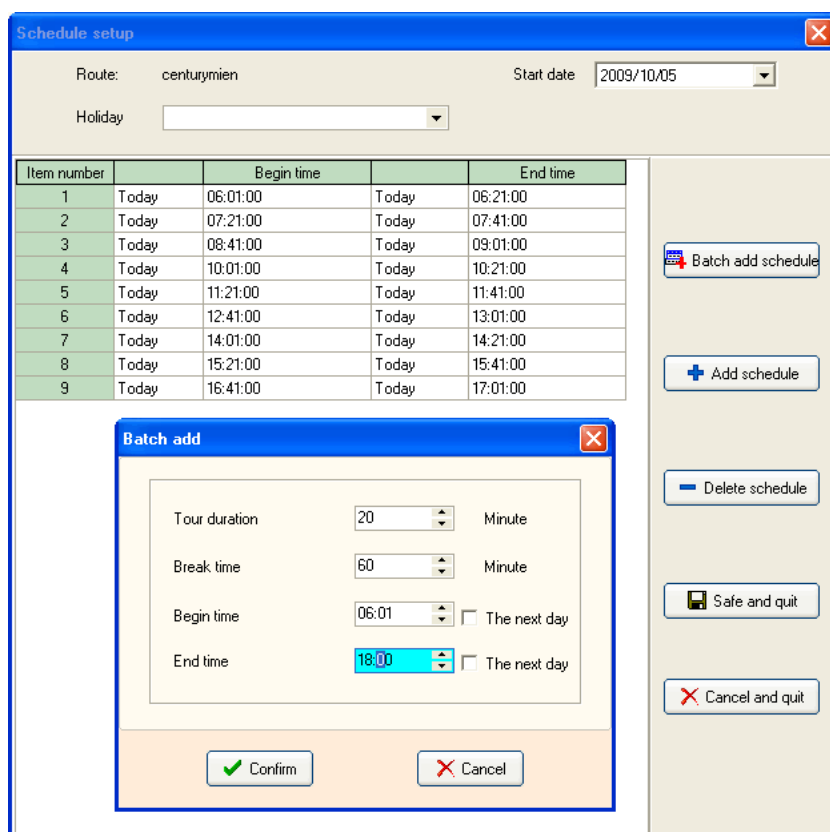 Schedule setup
Route: centurymien Start date 2009/10/05
Holiday
Item number Begin time End time
1 Today 06:01:00 Today 06:21:00
2 Today 07:21:00 Today 07:41:00
3 Today 08:41:00 Today 09:01:00
4 Today 10:01:00 Today 10:21:00
5 Today 11:21:00 Today 11:41:00
6 Today 12:41:00 Today 13:01:00
7 Today 14:01:00 Today 14:21:00
8 Today 15:21:00 Today 15:41:00
9 Today 16:41:00 Today 17:01:00
Batch add schedule
Add schedule
Delete schedule
Safe and quit
Cancel and quit
Batch add
Tour duration 20 Minute
Break time 60 Minute
Begin time 06:01 The next day
End time 18:00 The next day
Confirm Cancel